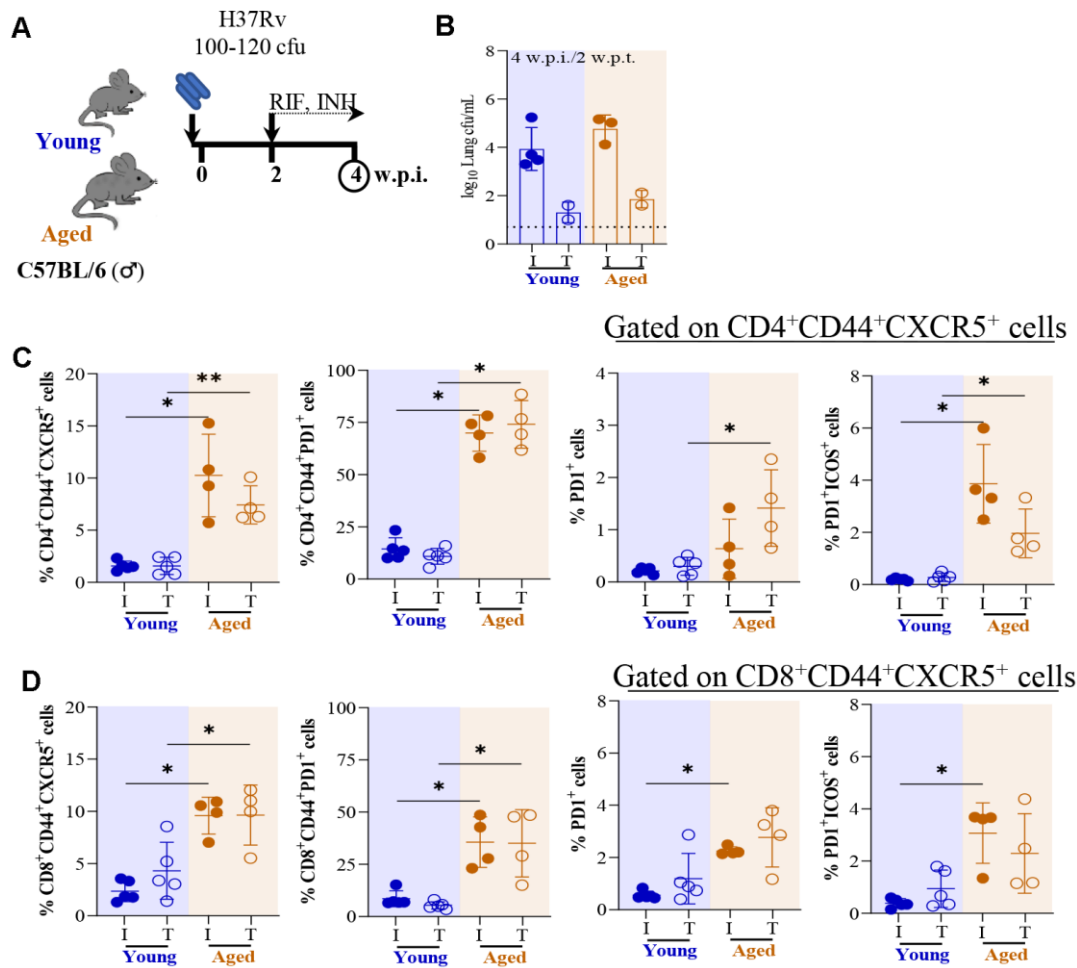 A
H37Rv
100-120 cfu
RIF, INH
Young
0 2 4 w.p.i.
Aged
C57BL/6 (♂)
B
4 w.p.i./2 w.p.t.
log10 Lung cfu/mL
8
6
4
2
0
I T I T
Young Aged
Gated on CD4+CD44+CXCR5+ cells
C
% CD4+CD44+CXCR5+ cells
20
15
10
5
0
*
**
I T I T
Young Aged
% CD4+CD44+PD1+ cells
100
75
50
25
0
*
*
I T I T
Young Aged
% PD1+ cells
4
3
2
1
0
*
I T I T
Young Aged
% PD1+ICOS+ cells
8
6
4
2
0
*
*
I T I T
Young Aged
Gated on CD8+CD44+CXCR5+ cells
D
% CD8+CD44+CXCR5+ cells
20
15
10
5
0
*
*
I T I T
Young Aged
% CD8+CD44+PD1+ cells
100
75
50
25
0
*
*
I T I T
Young Aged
% PD1+ cells
8
6
4
2
0
*
I T I T
Young Aged
% PD1+ICOS+ cells
8
6
4
2
0
*
I T I T
Young Aged